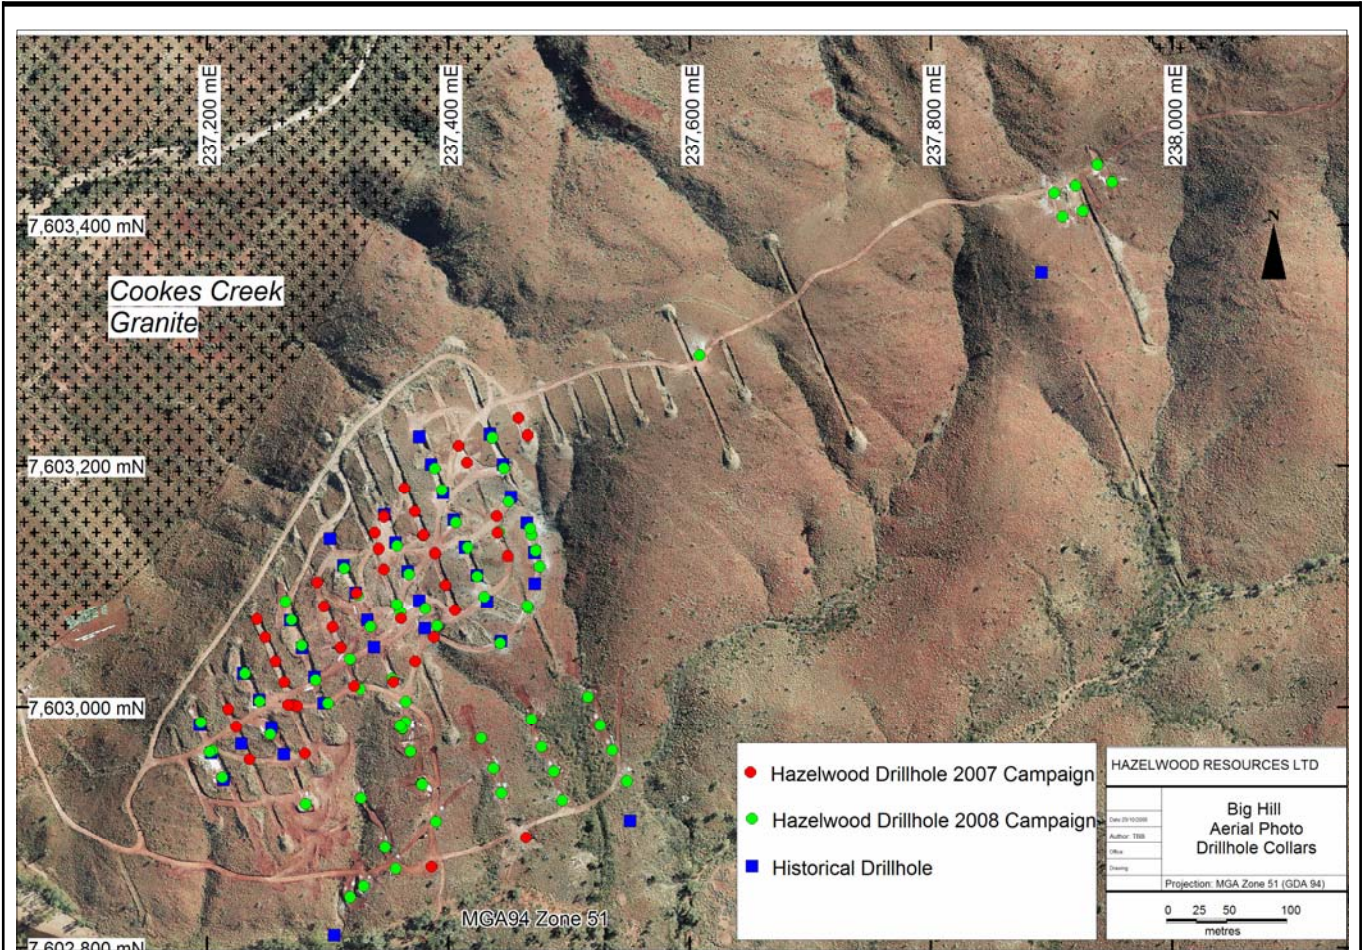 237,200 mE
237,400 mE
237,600 mE
237,800 mE
238,000 mE
N
7,603,400 mN
Cookes Creek
Granite
7,603,200 mN
7,603,000 mN
7,602,800 mN
MGA94 Zone 51
Hazelwood Drillhole 2007 Campaign
Hazelwood Drillhole 2008 Campaign
Historical Drillhole
HAZELWOOD RESOURCES LTD
Author:
Office:
Drawing:
Big Hill
Aerial Photo
Drillhole Collars
Projection: MGA Zone 51 (GDA 94)
0 25 50 100
metres